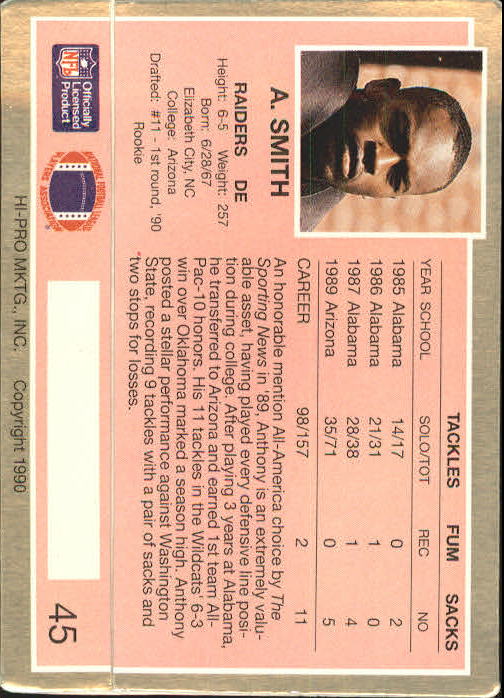 A. SMITH
RAIDERS DE
Height: 6-5 Weight: 257
Born: 6/28/67
Elizabeth City, NC
College: Arizona
Drafted: #11 - 1st round, '90
Rookie
TACKLES FUM SACKS
YEAR SCHOOL SOLO/TOT REC NO
1985 Alabama 14/17 0 2
1986 Alabama 21/31 1 0
1987 Alabama 28/38 1 4
1989 Arizona 35/71 0 5
CAREER 98/157 2 11
An honorable mention All-America choice by The
Sporting News in '89, Anthony is an extremely valu-
able asset, having played every defensive line posi-
tion during college. After playing 3 years at Alabama,
he transferred to Arizona and earned 1st team All-
Pac-10 honors. His 11 tackles in the Wildcats' 6-3
win over Oklahoma marked a season high. Anthony
posted a stellar performance against Washington
State, recording 9 tackles with a pair of sacks and
two stops for losses.
NFL
Officially
Licensed
Product
NATIONAL FOOTBALL LEAGUE
PLAYERS ASSOCIATION
45
HI-PRO MKTG., INC. Copyright 1990